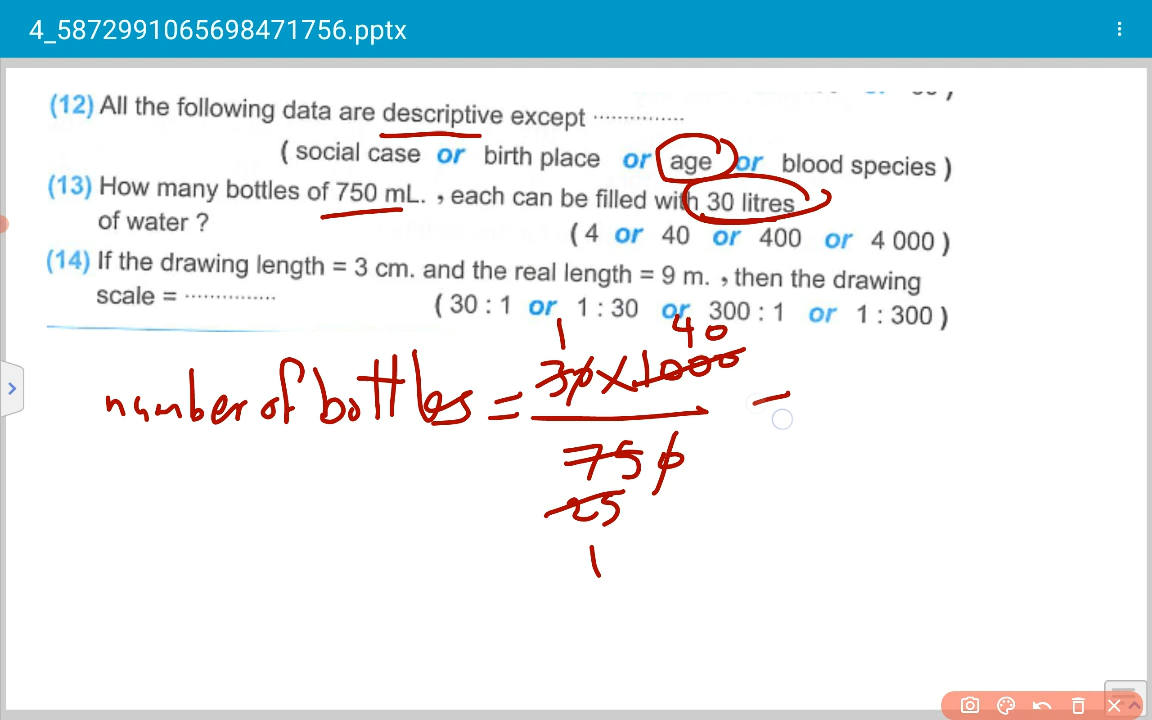 4_5872991065698471756.pptx
(12) All the following data are descriptive except ...............
( social case or birth place or age or blood species )
(13) How many bottles of 750 mL. , each can be filled with 30 litres
of water ?
( 4 or 40 or 400 or 4 000 )
(14) If the drawing length = 3 cm. and the real length = 9 m. , then the drawing
scale = ...............
( 30 : 1 or 1 : 30 or 300 : 1 or 1 : 300 )
1 40
number of bottles = 30 × 1000 =
750
25
1